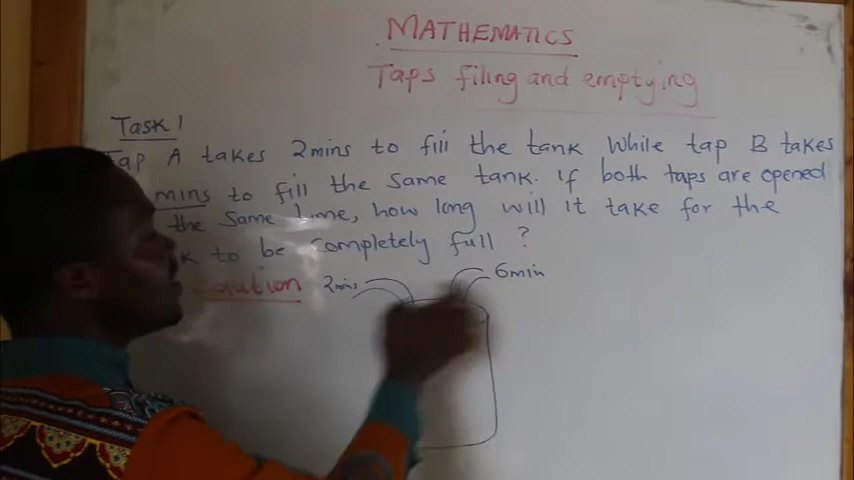 MATHEMATICS
Taps filing and emptying
Task 1
Tap A takes 2mins to fill the tank While tap B takes
mins to fill the same tank. If both taps are opened
the same time, how long will it take for the
to be completely full ?
Solution 2mins 6min